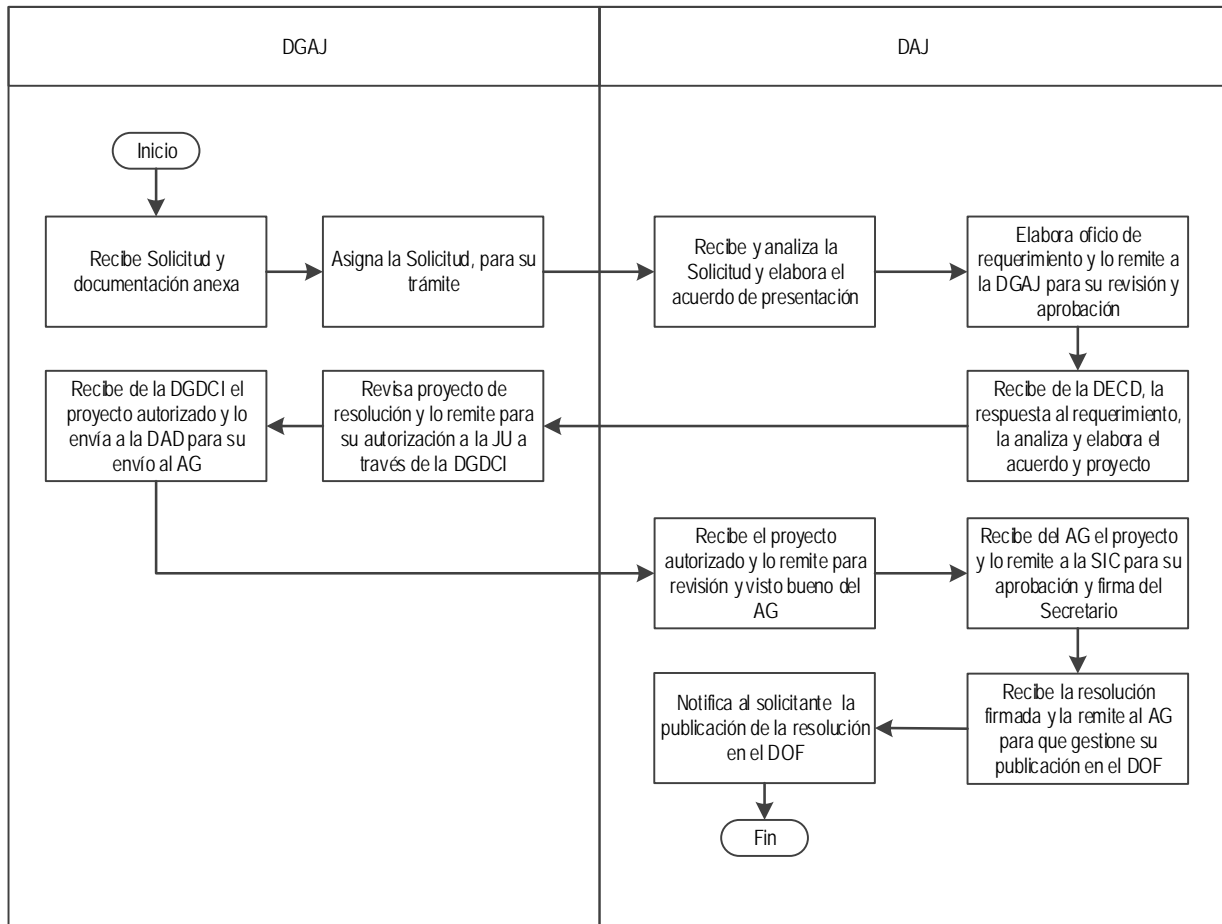 DGAJ
DAJ
Inicio
Recibe Solicitud y
documentación anexa
Asigna la Solicitud, para su
trámite
Recibe y analiza la
Solicitud y elabora el
acuerdo de presentación
Elabora oficio de
requerimiento y lo remite a
la DGAJ para su revisión y
aprobación
Recibe de la DECD, la
respuesta al requerimiento,
la analiza y elabora el
acuerdo y proyecto
Revisa proyecto de
resolución y lo remite para
su autorización a la JU a
través de la DGDCI
Recibe de la DGDCI el
proyecto autorizado y lo
envía a la DAD para su
envío al AG
Recibe el proyecto
autorizado y lo remite para
revisión y visto bueno del
AG
Recibe del AG el proyecto
y lo remite a la SIC para su
aprobación y firma del
Secretario
Recibe la resolución
firmada y la remite al AG
para que gestione su
publicación en el DOF
Notifica al solicitante la
publicación de la resolución
en el DOF
Fin